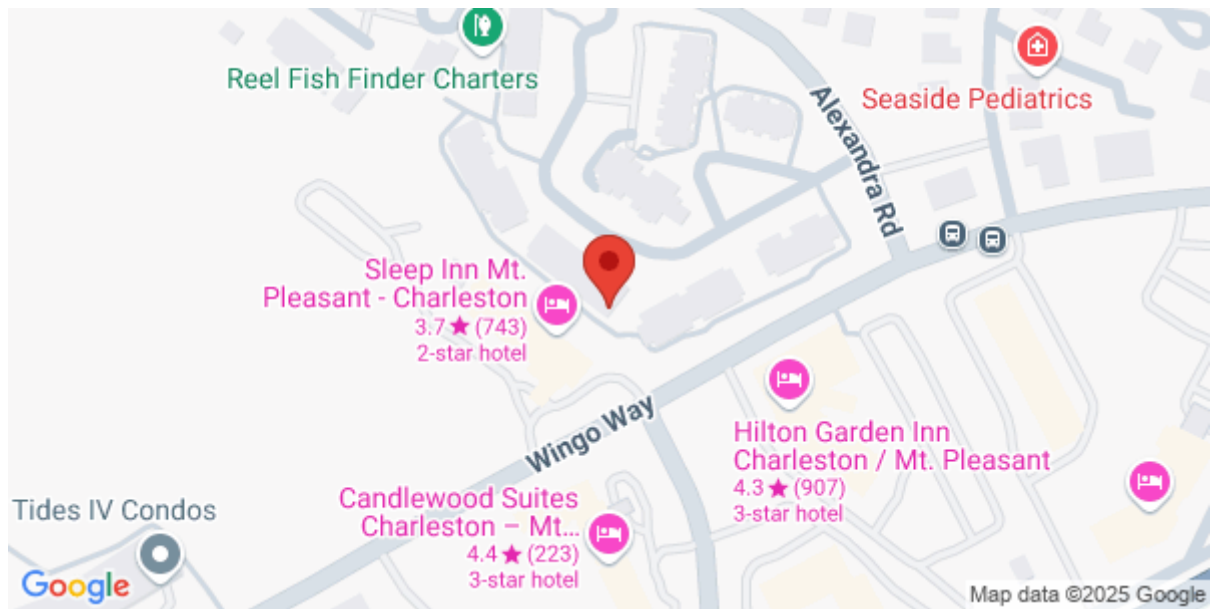 Reel Fish Finder Charters
Seaside Pediatrics
Alexandra Rd
Sleep Inn Mt.
Pleasant - Charleston
3.7 ★ (743)
2-star hotel
Wingo Way
Hilton Garden Inn
Charleston / Mt. Pleasant
4.3 ★ (907)
3-star hotel
Candlewood Suites
Charleston – Mt...
4.4 ★ (223)
3-star hotel
Tides IV Condos
Google
Map data ©2025 Google